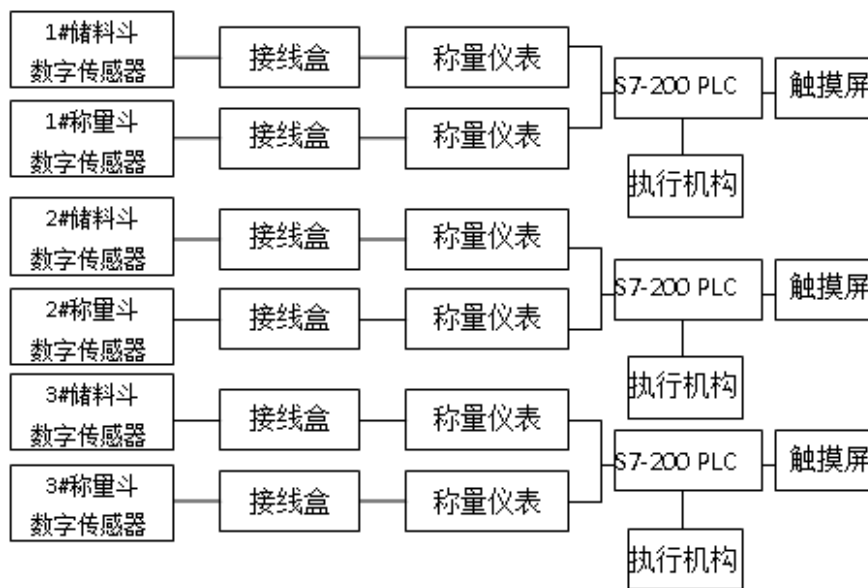 1#储料斗
数字传感器
接线盒
称量仪表
1#称量斗
数字传感器
接线盒
称量仪表
S7-200 PLC
触摸屏
执行机构
2#储料斗
数字传感器
接线盒
称量仪表
2#称量斗
数字传感器
接线盒
称量仪表
S7-200 PLC
触摸屏
执行机构
3#储料斗
数字传感器
接线盒
称量仪表
3#称量斗
数字传感器
接线盒
称量仪表
S7-200 PLC
触摸屏
执行机构